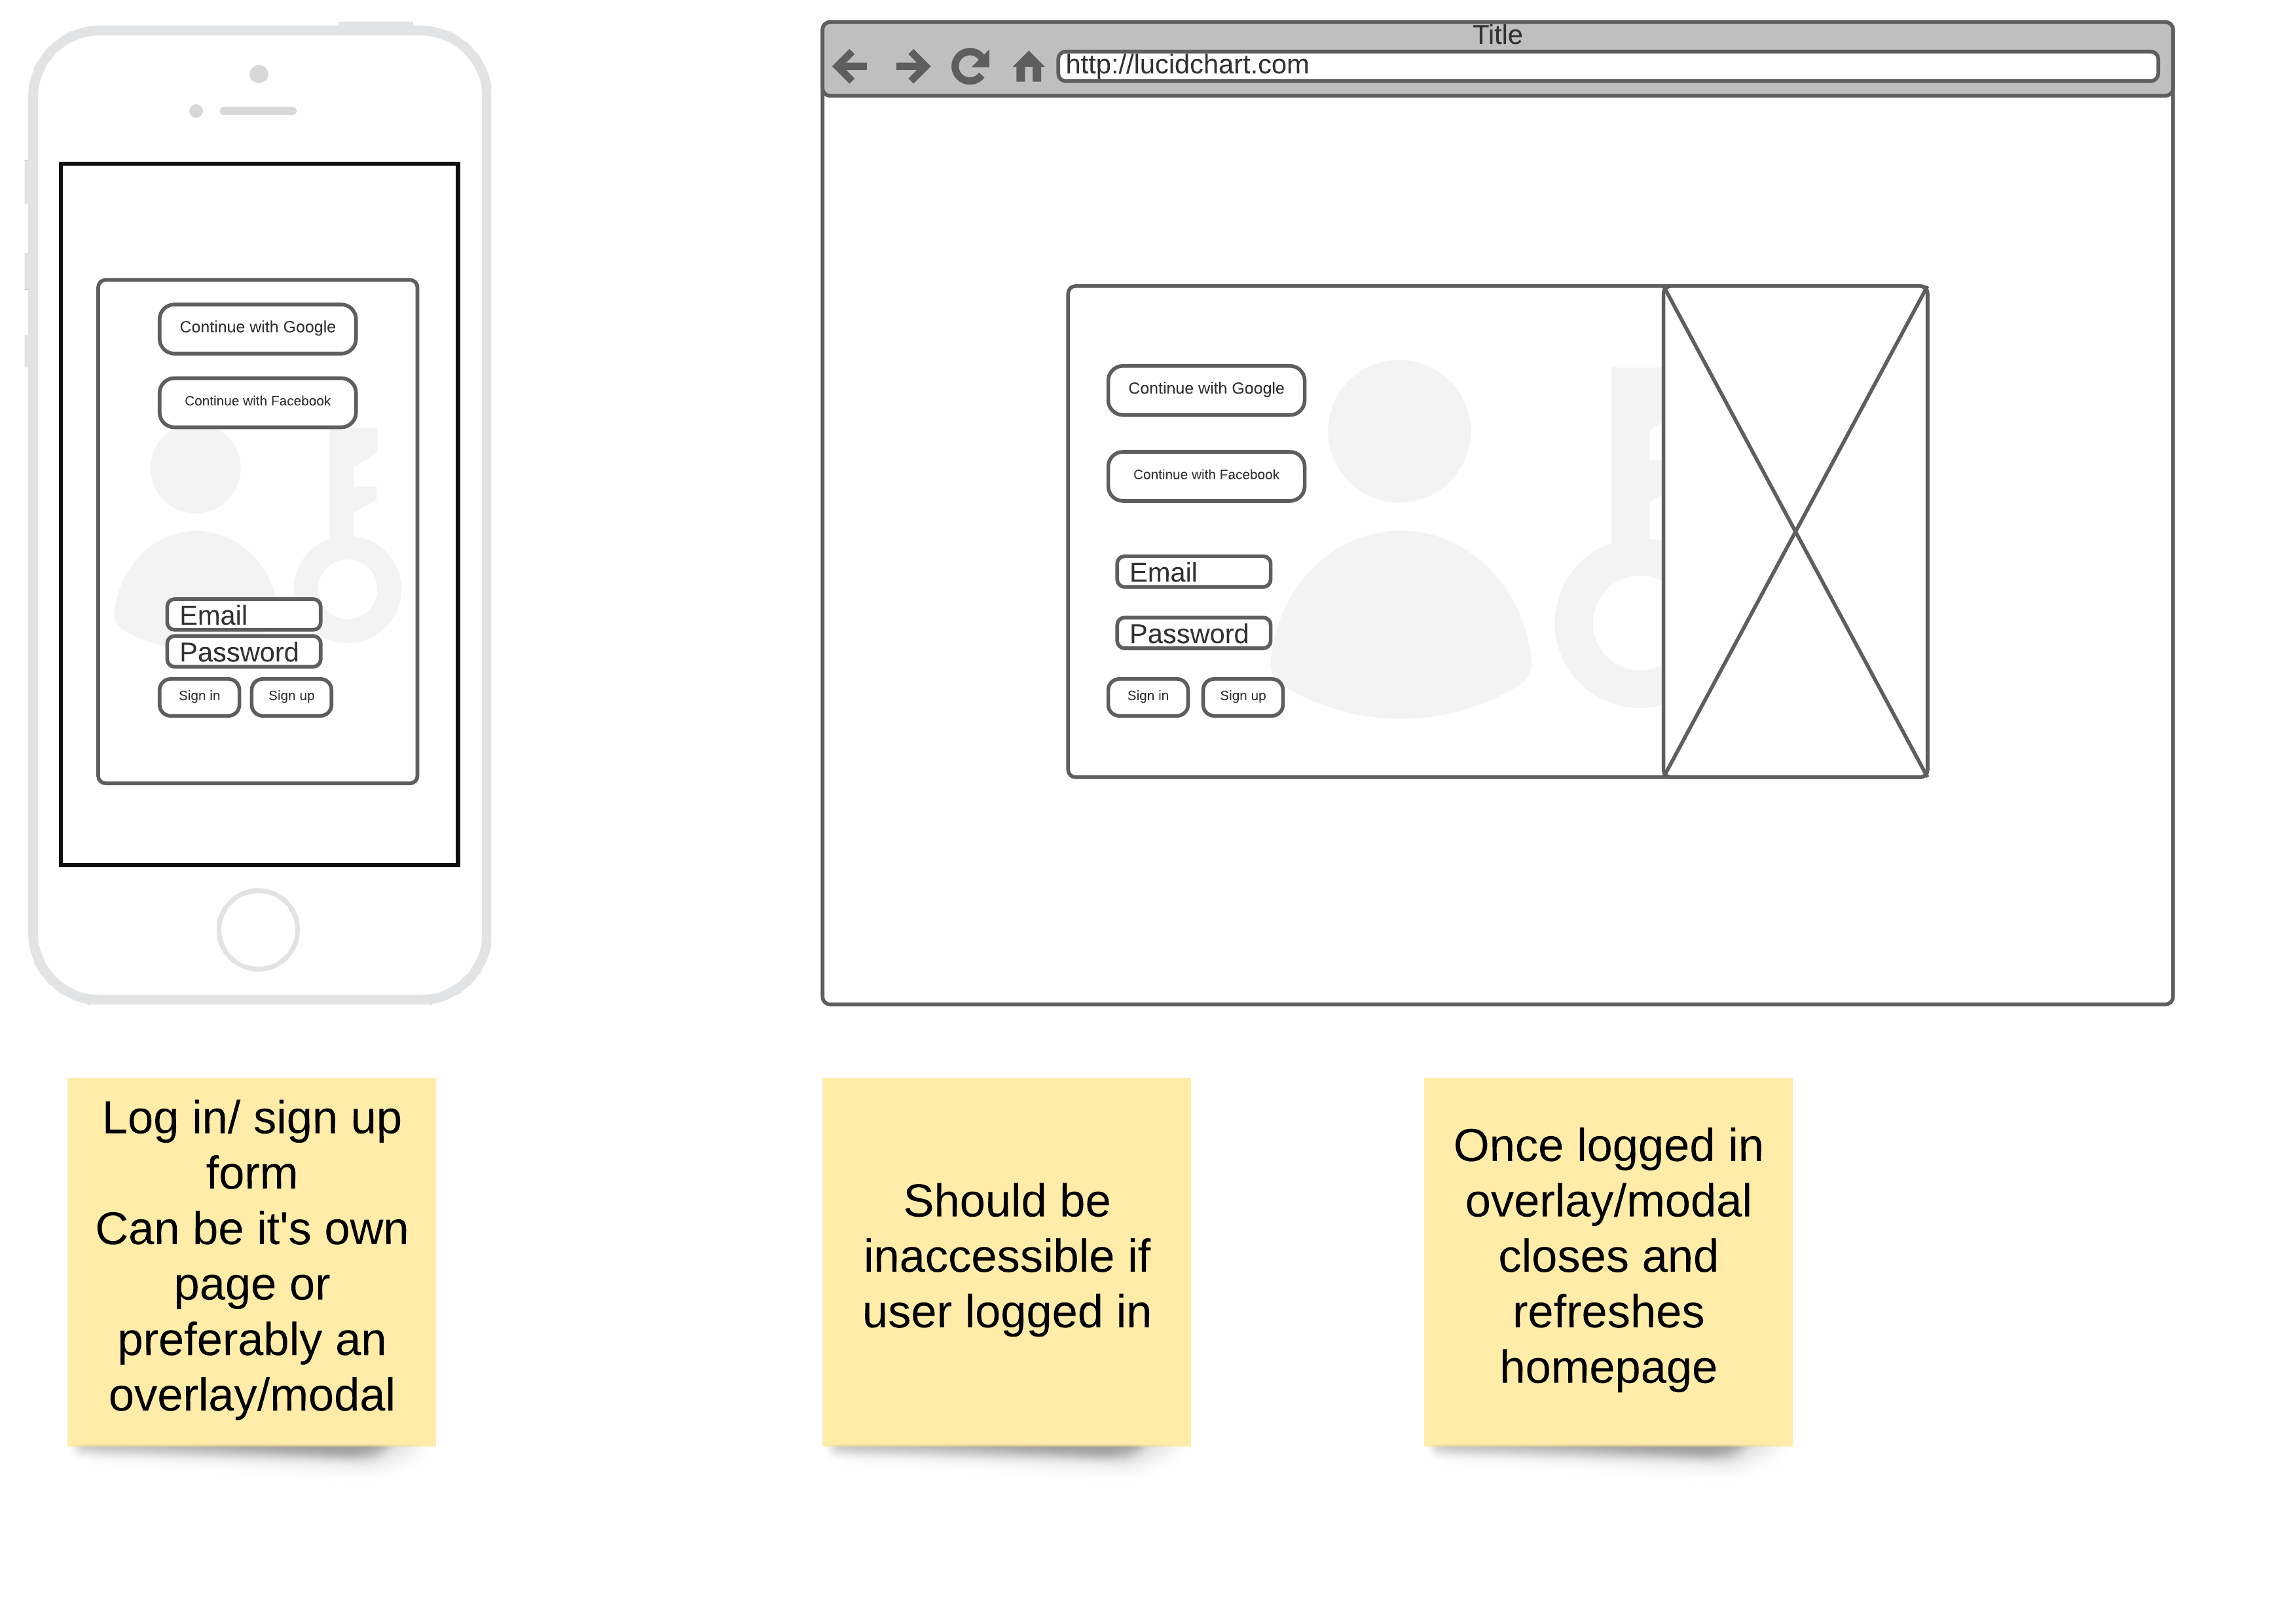 Continue with Google
Continue with Facebook
Email
Password
Sign in
Sign up
Title
http://lucidchart.com
Continue with Google
Continue with Facebook
Email
Password
Sign in
Sign up
Log in/ sign up
form
Can be it's own
page or
preferably an
overlay/modal
Should be
inaccessible if
user logged in
Once logged in
overlay/modal
closes and
refreshes
homepage